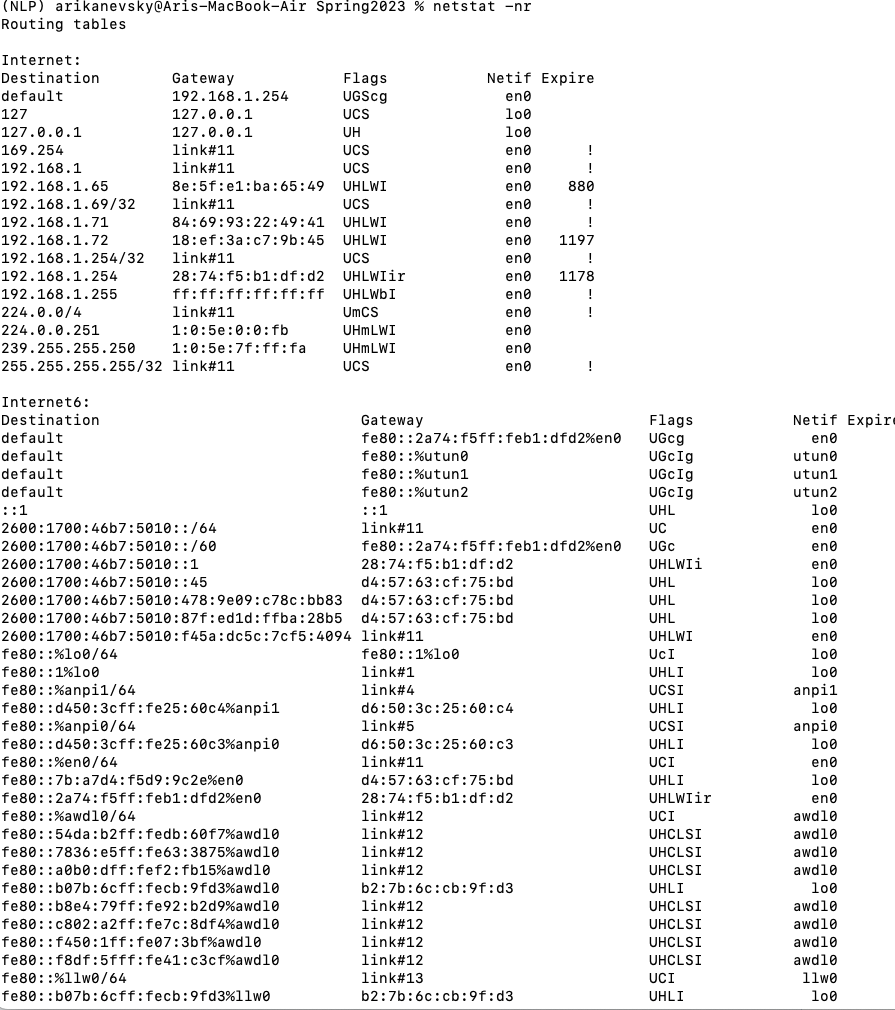 (NLP) arikanevsky@Aris-MacBook-Air Spring2023 % netstat -nr
Routing tables

Internet:
Destination        Gateway            Flags           Netif Expire
default            192.168.1.254      UGScg             en0
127                127.0.0.1          UCS               lo0
127.0.0.1          127.0.0.1          UH                lo0
169.254            link#11            UCS               en0      !
192.168.1          link#11            UCS               en0      !
192.168.1.65       8e:5f:e1:ba:65:49  UHLWI             en0    880
192.168.1.69/32    link#11            UCS               en0      !
192.168.1.71       84:69:93:22:49:41  UHLWI             en0      !
192.168.1.72       18:ef:3a:c7:9b:45  UHLWI             en0   1197
192.168.1.254/32   link#11            UCS               en0      !
192.168.1.254      28:74:f5:b1:df:d2  UHLWIir           en0   1178
192.168.1.255      ff:ff:ff:ff:ff:ff  UHLWbI            en0      !
224.0.0/4          link#11            UmCS              en0      !
224.0.0.251        1:0:5e:0:0:fb      UHmLWI            en0
239.255.255.250    1:0:5e:7f:ff:fa    UHmLWI            en0
255.255.255.255/32 link#11            UCS               en0      !

Internet6:
Destination                             Gateway                         Flags           Netif Expire
default                                 fe80::2a74:f5ff:feb1:dfd2%en0   UGcg              en0
default                                 fe80::%utun0                    UGcIg           utun0
default                                 fe80::%utun1                    UGcIg           utun1
default                                 fe80::%utun2                    UGcIg           utun2
::1                                     ::1                             UHL               lo0
2600:1700:46b7:5010::/64                link#11                         UC                en0
2600:1700:46b7:5010::/60                fe80::2a74:f5ff:feb1:dfd2%en0   UGc               en0
2600:1700:46b7:5010::1                  28:74:f5:b1:df:d2               UHLWIi            en0
2600:1700:46b7:5010::45                 d4:57:63:cf:75:bd               UHL               lo0
2600:1700:46b7:5010:478:9e09:c78c:bb83  d4:57:63:cf:75:bd               UHL               lo0
2600:1700:46b7:5010:87f:ed1d:ffba:28b5  d4:57:63:cf:75:bd               UHL               lo0
2600:1700:46b7:5010:f45a:dc5c:7cf5:4094 link#11                         UHLWI             en0
fe80::%lo0/64                           fe80::1%lo0                     UcI               lo0
fe80::1%lo0                             link#1                          UHLI              lo0
fe80::%anpi1/64                         link#4                          UCSI            anpi1
fe80::d450:3cff:fe25:60c4%anpi1         d6:50:3c:25:60:c4               UHLI              lo0
fe80::%anpi0/64                         link#5                          UCSI            anpi0
fe80::d450:3cff:fe25:60c3%anpi0         d6:50:3c:25:60:c3               UHLI              lo0
fe80::%en0/64                           link#11                         UCI               en0
fe80::7b:a7d4:f5d9:9c2e%en0             d4:57:63:cf:75:bd               UHLI              lo0
fe80::2a74:f5ff:feb1:dfd2%en0           28:74:f5:b1:df:d2               UHLWIir           en0
fe80::%awdl0/64                         link#12                         UCI             awdl0
fe80::54da:b2ff:fedb:60f7%awdl0         link#12                         UHCLSI          awdl0
fe80::7836:e5ff:fe63:3875%awdl0         link#12                         UHCLSI          awdl0
fe80::a0b0:dff:fef2:fb15%awdl0          link#12                         UHCLSI          awdl0
fe80::b07b:6cff:fecb:9fd3%awdl0         b2:7b:6c:cb:9f:d3               UHLI              lo0
fe80::b8e4:79ff:fe92:b2d9%awdl0         link#12                         UHCLSI          awdl0
fe80::c802:a2ff:fe7c:8df4%awdl0         link#12                         UHCLSI          awdl0
fe80::f450:1ff:fe07:3bf%awdl0           link#12                         UHCLSI          awdl0
fe80::f8df:5fff:fe41:c3cf%awdl0         link#12                         UHCLSI          awdl0
fe80::%llw0/64                          link#13                         UCI              llw0
fe80::b07b:6cff:fecb:9fd3%llw0          b2:7b:6c:cb:9f:d3               UHLI              lo0